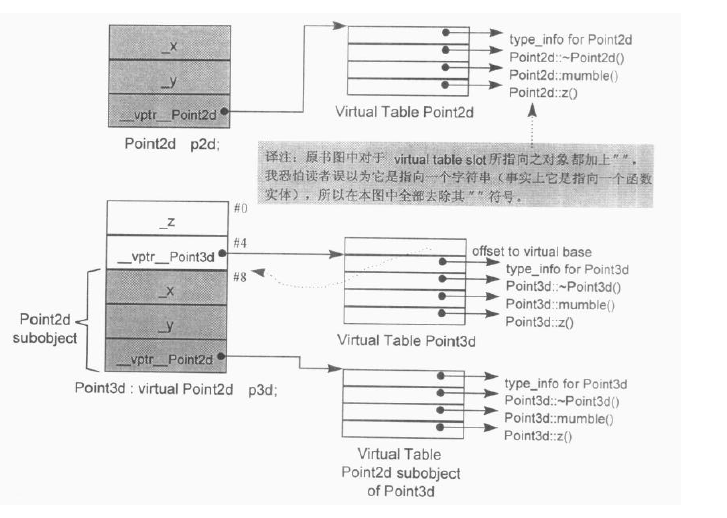 _x
_y
__vptr__Point2d
Point2d p2d;
type_info for Point2d
Point2d::~Point2d()
Point2d::mumble()
Point2d::z()
Virtual Table Point2d
译注：原书图中对于 virtual table slot 所指向之对象都加上""，
我恐怕读者误以为它是指向一个字符串（事实上它是指向一个函数
实体），所以在本图中全部去除其""符号。
#0
_z
#4
__vptr__Point3d
#8
_x
_y
__vptr__Point2d
Point2d
subobject
Point3d : virtual Point2d p3d;
offset to virtual base
type_info for Point3d
Point3d::~Point3d()
Point3d::mumble()
Point3d::z()
Virtual Table Point3d
type_info for Point3d
Point3d::~Point3d()
Point3d::mumble()
Point3d::z()
Virtual Table
Point2d subobject
of Point3d